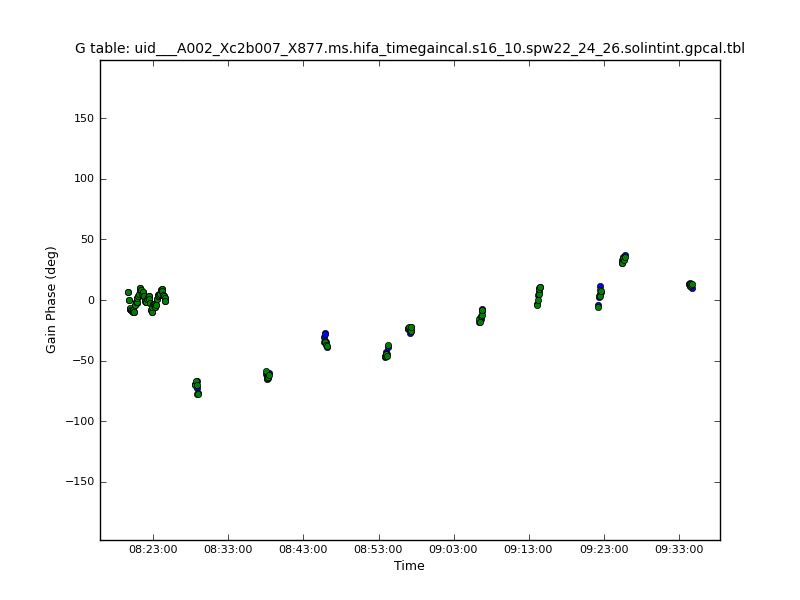 G table: uid___A002_Xc2b007_X877.ms.hifa_timegaincal.s16_10.spw22_24_26.solintint.gpcal.tbl
Gain Phase (deg)
150
100
50
0
−50
−100
−150
08:23:00 08:33:00 08:43:00 08:53:00 09:03:00 09:13:00 09:23:00 09:33:00
Time